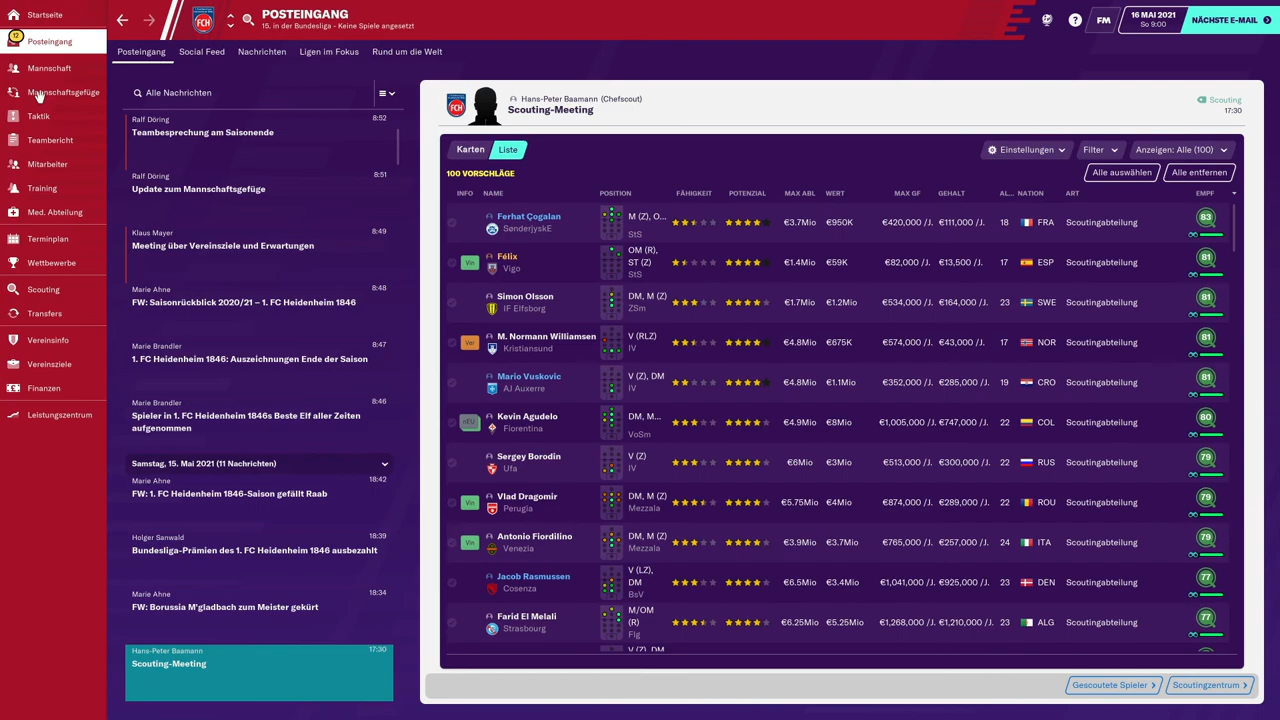 Startseite
12
Posteingang
Mannschaft
Mannschaftsgefüge
Taktik
Teambericht
Mitarbeiter
Training
Med. Abteilung
Terminplan
Wettbewerbe
Scouting
Transfers
Vereinsinfo
Vereinsziele
Finanzen
Leistungszentrum
FCH
POSTEINGANG
15. in der Bundesliga - Keine Spiele angesetzt
FM
16 MAI 2021
So 9:00
NÄCHSTE E-MAIL
Posteingang Social Feed Nachrichten Ligen im Fokus Rund um die Welt
Alle Nachrichten
Ralf Döring 8:52
Teambesprechung am Saisonende
Ralf Döring 8:51
Update zum Mannschaftsgefüge
Klaus Mayer 8:49
Meeting über Vereinsziele und Erwartungen
Marie Ahne 8:48
FW: Saisonrückblick 2020/21 – 1. FC Heidenheim 1846
Marie Brandler 8:47
1. FC Heidenheim 1846: Auszeichnungen Ende der Saison
Marie Brandler 8:46
Spieler in 1. FC Heidenheim 1846s Beste Elf aller Zeiten
aufgenommen
Samstag, 15. Mai 2021 (11 Nachrichten)
Marie Ahne 18:42
FW: 1. FC Heidenheim 1846-Saison gefällt Raab
Holger Sanwald 18:39
Bundesliga-Prämien des 1. FC Heidenheim 1846 ausbezahlt
Marie Ahne 18:34
FW: Borussia M'gladbach zum Meister gekürt
Hans-Peter Baamann 17:30
Scouting-Meeting
Hans-Peter Baamann (Chefscout)
Scouting-Meeting
Scouting
17:30
Karten Liste
Einstellungen Filter Anzeigen: Alle (100)
100 VORSCHLÄGE
Alle auswählen Alle entfernen
INFO NAME POSITION FÄHIGKEIT POTENZIAL MAX ABL WERT MAX GF GEHALT AL... NATION ART EMPF
Ferhat Çogalan M (Z), O... €3.7Mio €950K €420,000 /J. €111,000 /J. 18 FRA Scoutingabteilung 83
SønderjyskE StS
Vin Félix OM (R), ST (Z) €1.4Mio €59K €82,000 /J. €13,500 /J. 17 ESP Scoutingabteilung 81
Vigo StS
Simon Olsson DM, M (Z) €1.7Mio €1.2Mio €534,000 /J. €164,000 /J. 23 SWE Scoutingabteilung 81
IF Elfsborg ZSm
Ver M. Normann Williamsen V (RLZ) €4.8Mio €675K €574,000 /J. €43,000 /J. 17 NOR Scoutingabteilung 81
Kristiansund IV
Mario Vuskovic V (Z), DM €4.8Mio €1.1Mio €352,000 /J. €285,000 /J. 19 CRO Scoutingabteilung 81
AJ Auxerre IV
nEU Kevin Agudelo DM, M... €4.9Mio €8Mio €1,005,000 /J. €747,000 /J. 22 COL Scoutingabteilung 80
Fiorentina VoSm
Sergey Borodin V (Z) €6Mio €3Mio €513,000 /J. €300,000 /J. 22 RUS Scoutingabteilung 79
Ufa IV
Vin Vlad Dragomir DM, M (Z) €5.75Mio €4Mio €874,000 /J. €289,000 /J. 22 ROU Scoutingabteilung 79
Perugia Mezzala
Vin Antonio Fiordilino DM, M (Z) €3.9Mio €3.7Mio €765,000 /J. €257,000 /J. 24 ITA Scoutingabteilung 79
Venezia Mezzala
Jacob Rasmussen V (LZ), DM €6.5Mio €3.4Mio €1,041,000 /J. €925,000 /J. 23 DEN Scoutingabteilung 77
Cosenza BsV
Farid El Melali M/OM (R) €6.25Mio €5.25Mio €1,268,000 /J. €1,210,000 /J. 23 ALG Scoutingabteilung 77
Strasbourg Flg
V (Z), DM
Gescoutete Spieler Scoutingzentrum